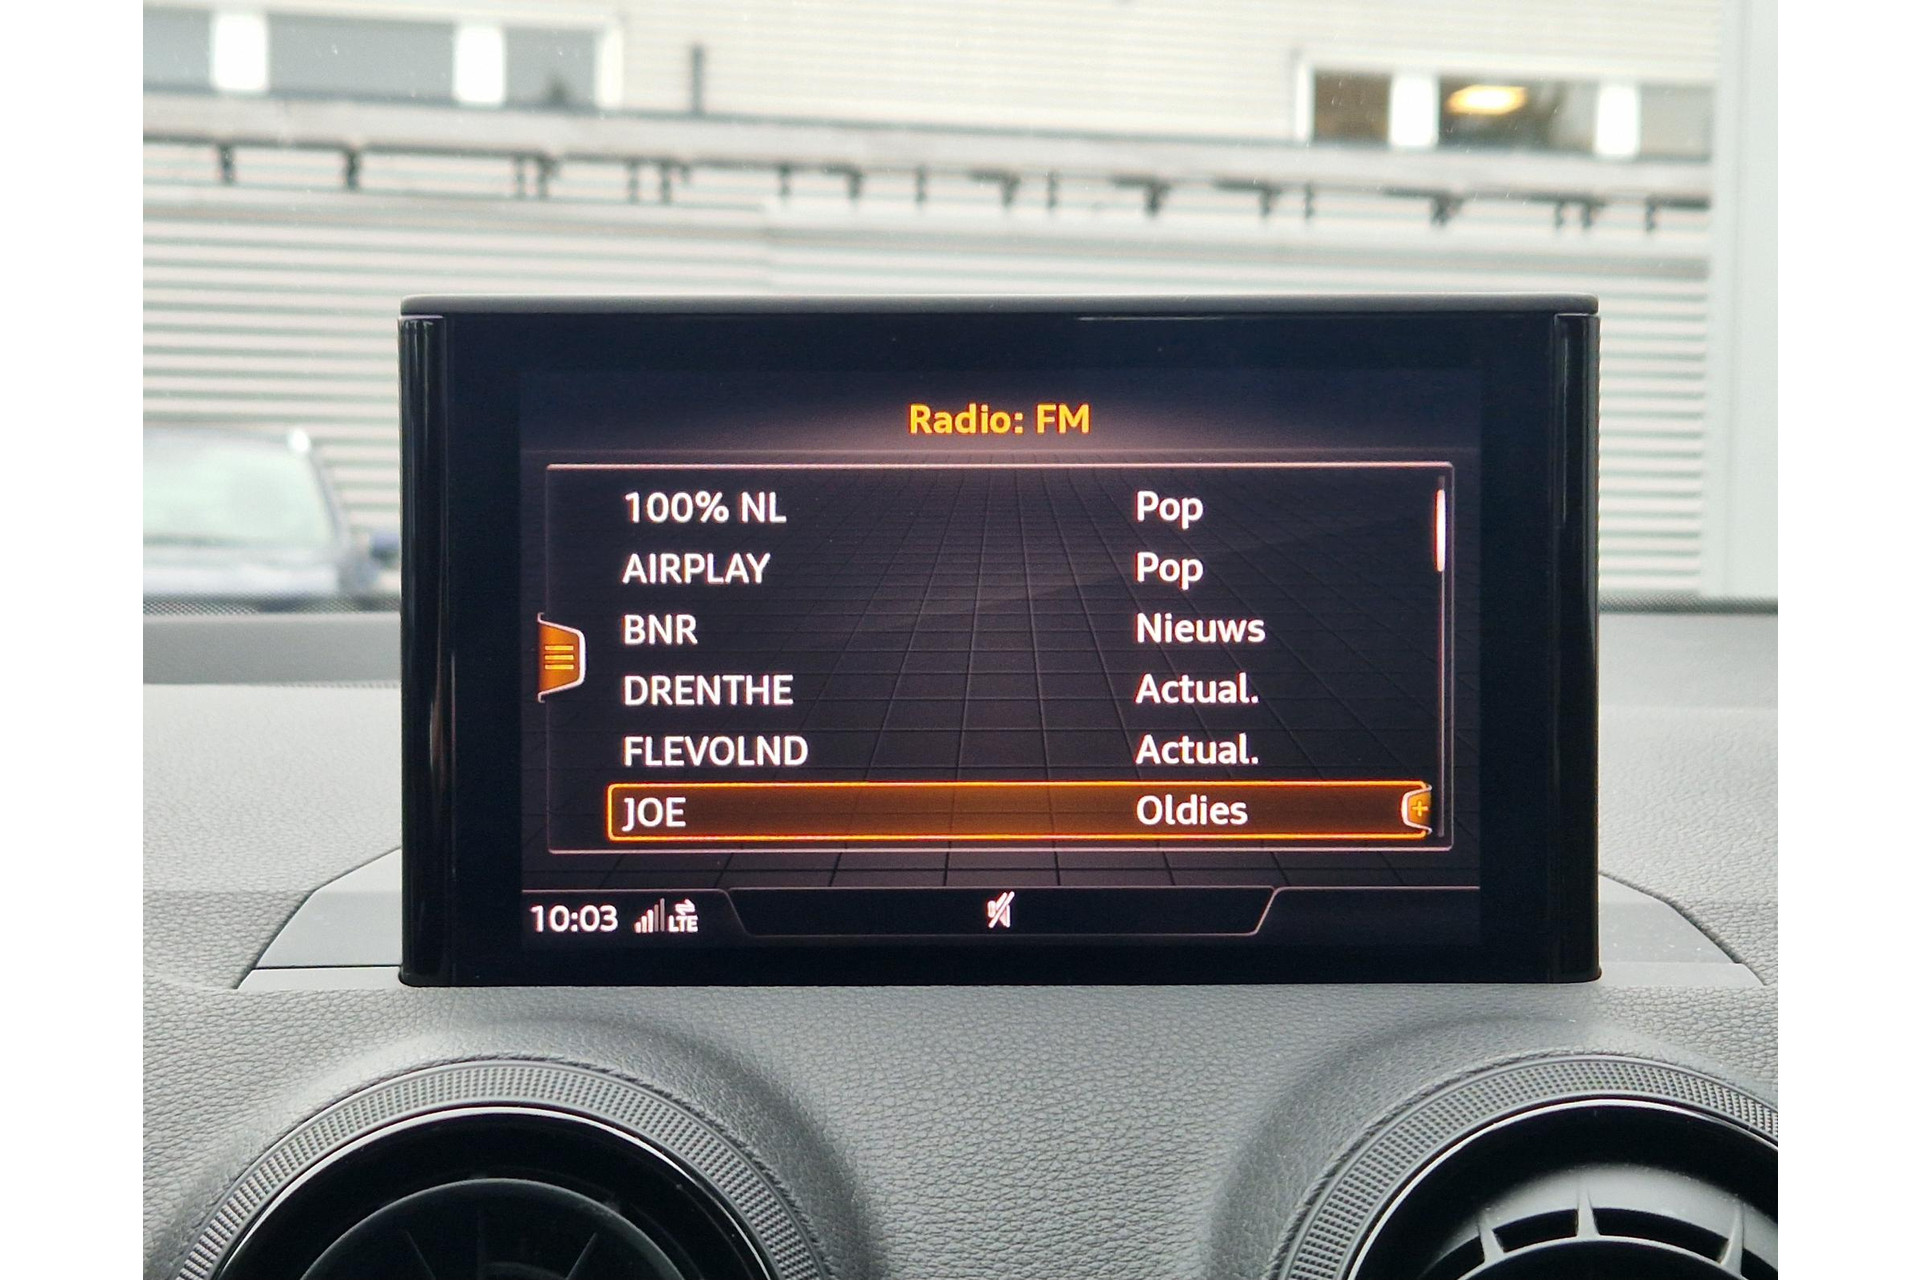 Radio: FM
100% NL Pop
AIRPLAY Pop
BNR Nieuws
DRENTHE Actual.
FLEVOLND Actual.
JOE Oldies
10:03 LTE